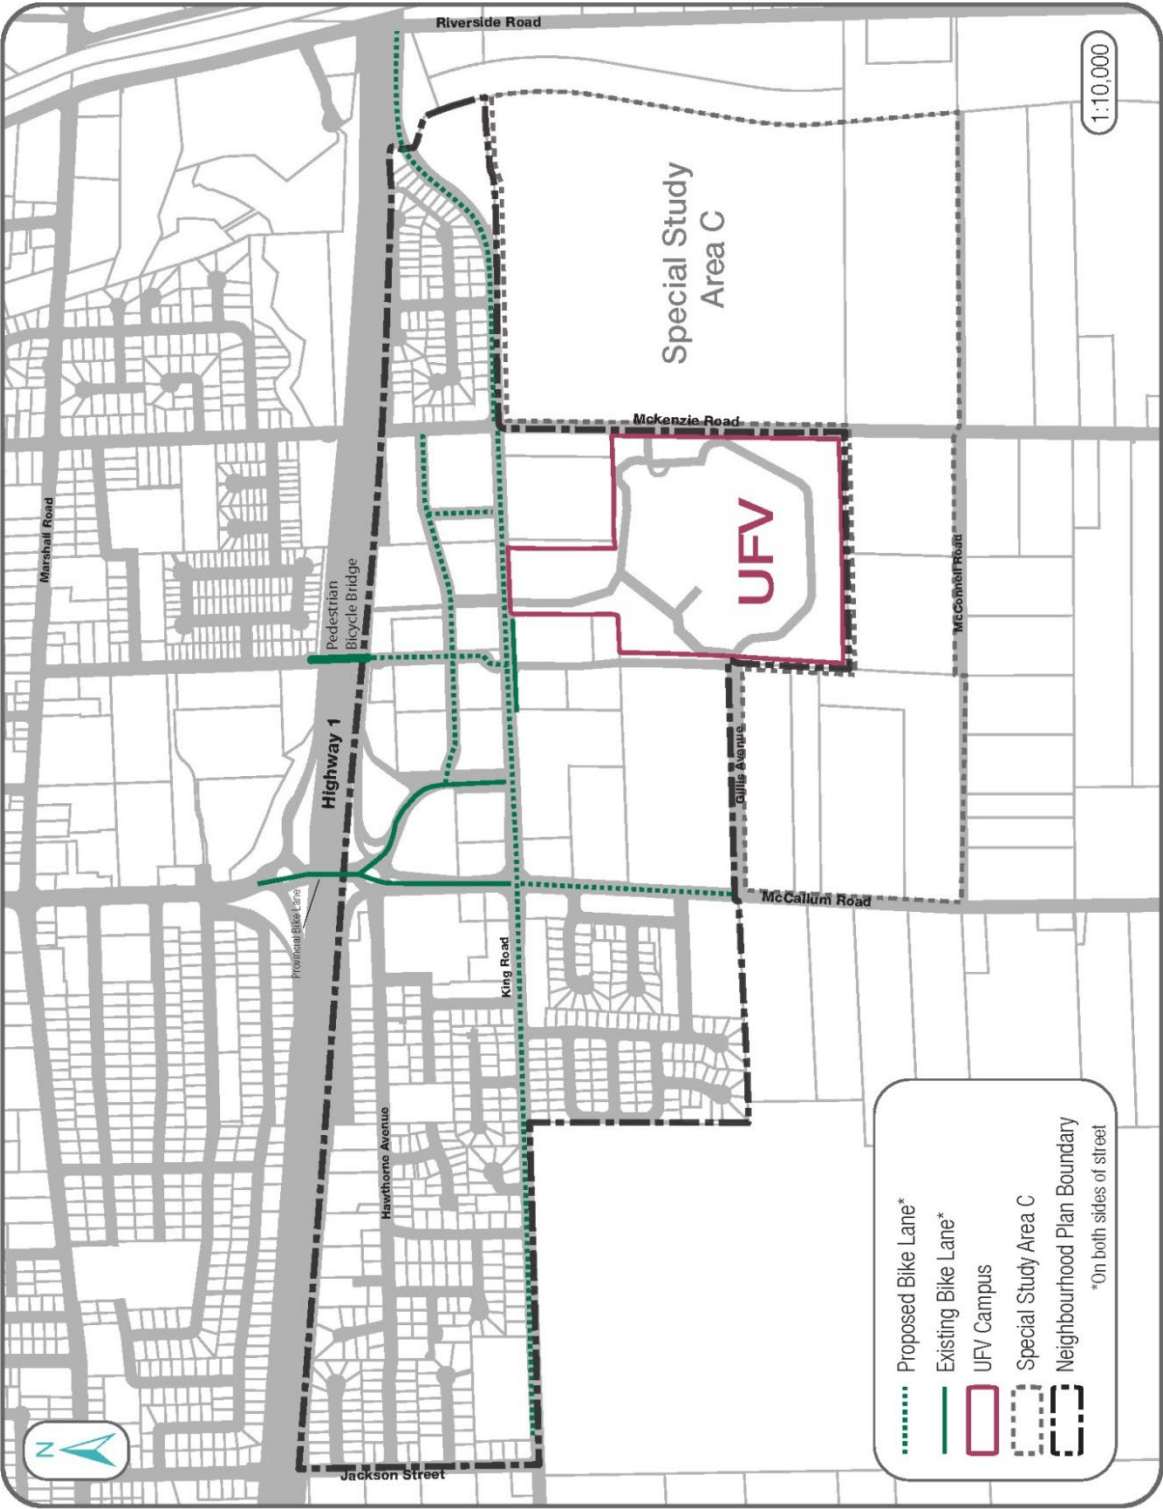 Riverside Road
1:10,000
Special Study
Area C
Mckenzie Road
Marshall Road
UFV
McConnell Road
Pedestrian
Bicycle Bridge
Highway 1
Gillis Avenue
Provincial Bike Lane
McCallum Road
King Road
Hawthorne Avenue
Jackson Street
N
Proposed Bike Lane*
Existing Bike Lane*
UFV Campus
Special Study Area C
Neighbourhood Plan Boundary
*On both sides of street